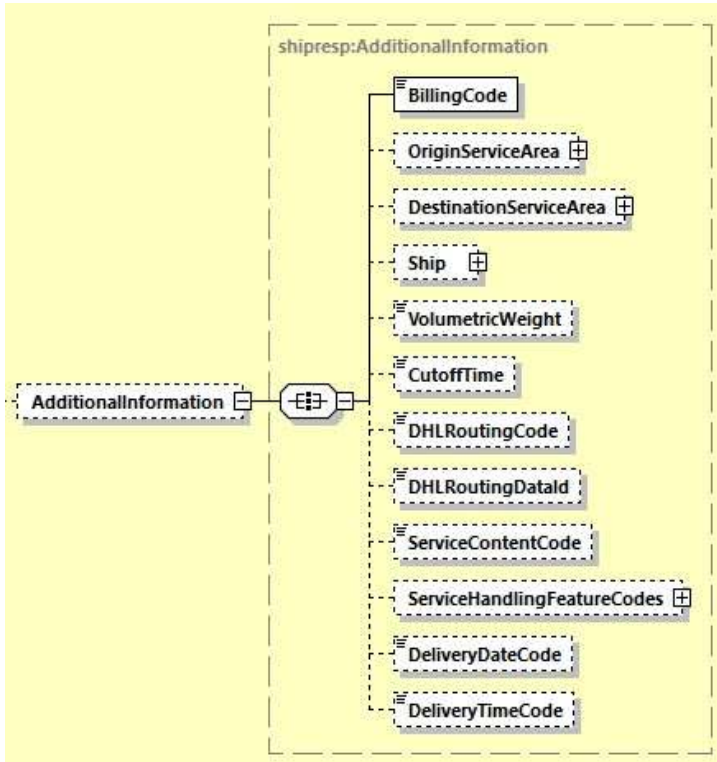 shipresp:AdditionalInformation
BillingCode
OriginServiceArea
DestinationServiceArea
Ship
VolumetricWeight
CutoffTime
AdditionalInformation
DHLRoutingCode
DHLRoutingDataId
ServiceContentCode
ServiceHandlingFeatureCodes
DeliveryDateCode
DeliveryTimeCode